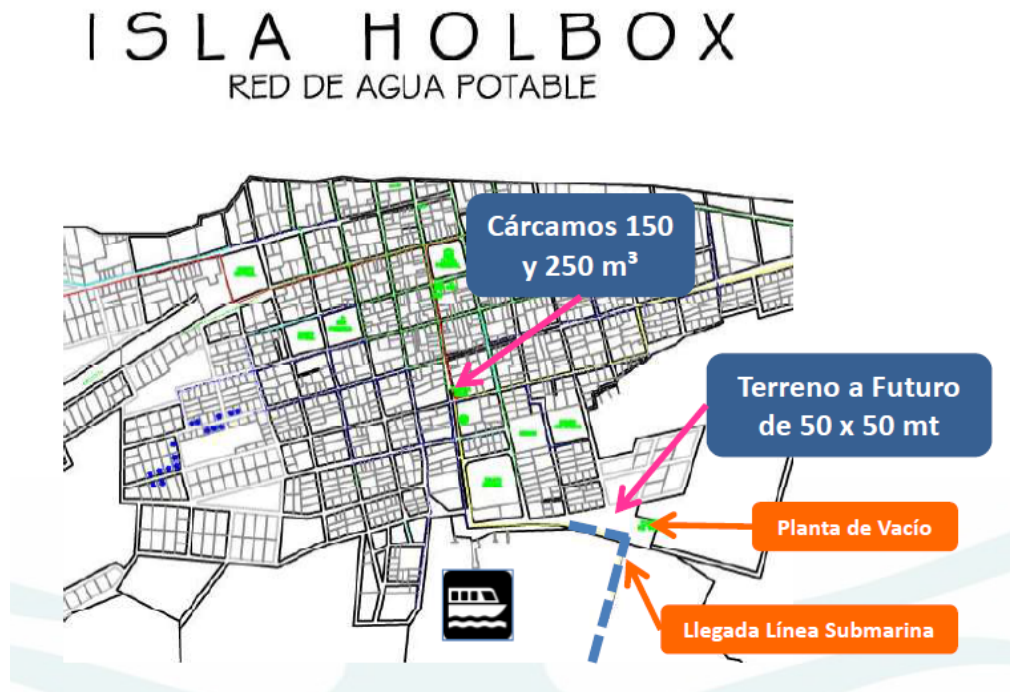 ISLA HOLBOX
RED DE AGUA POTABLE
Cárcamos 150
y 250 m³
Terreno a Futuro
de 50 x 50 mt
Planta de Vacío
Llegada Línea Submarina